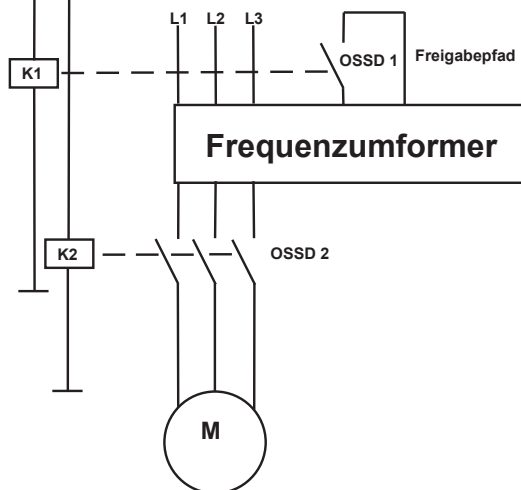 L1 L2 L3
K1
OSSD 1
Freigabepfad
Frequenzumformer
K2
OSSD 2
M